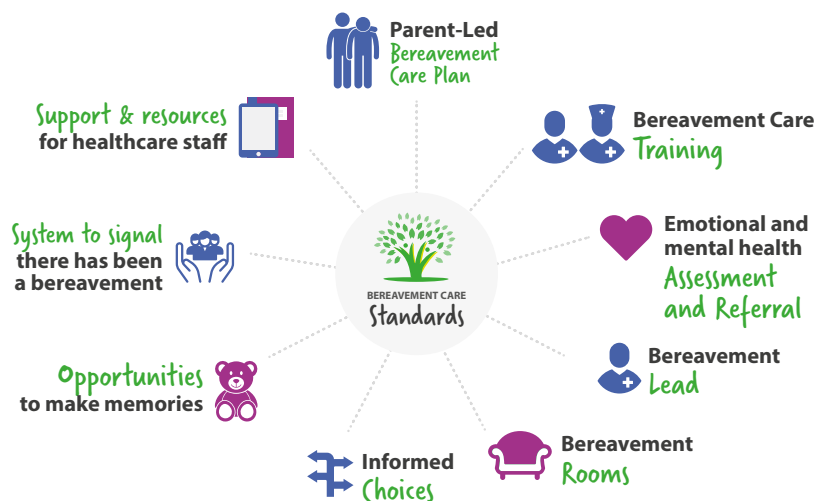 Parent-Led
Bereavement
Care Plan
Bereavement Care
Training
Emotional and
mental health
Assessment
and Referral
Bereavement
Lead
Bereavement
Rooms
Informed
Choices
Opportunities
to make memories
System to signal
there has been
a bereavement
Support & resources
for healthcare staff
BEREAVEMENT CARE
Standards